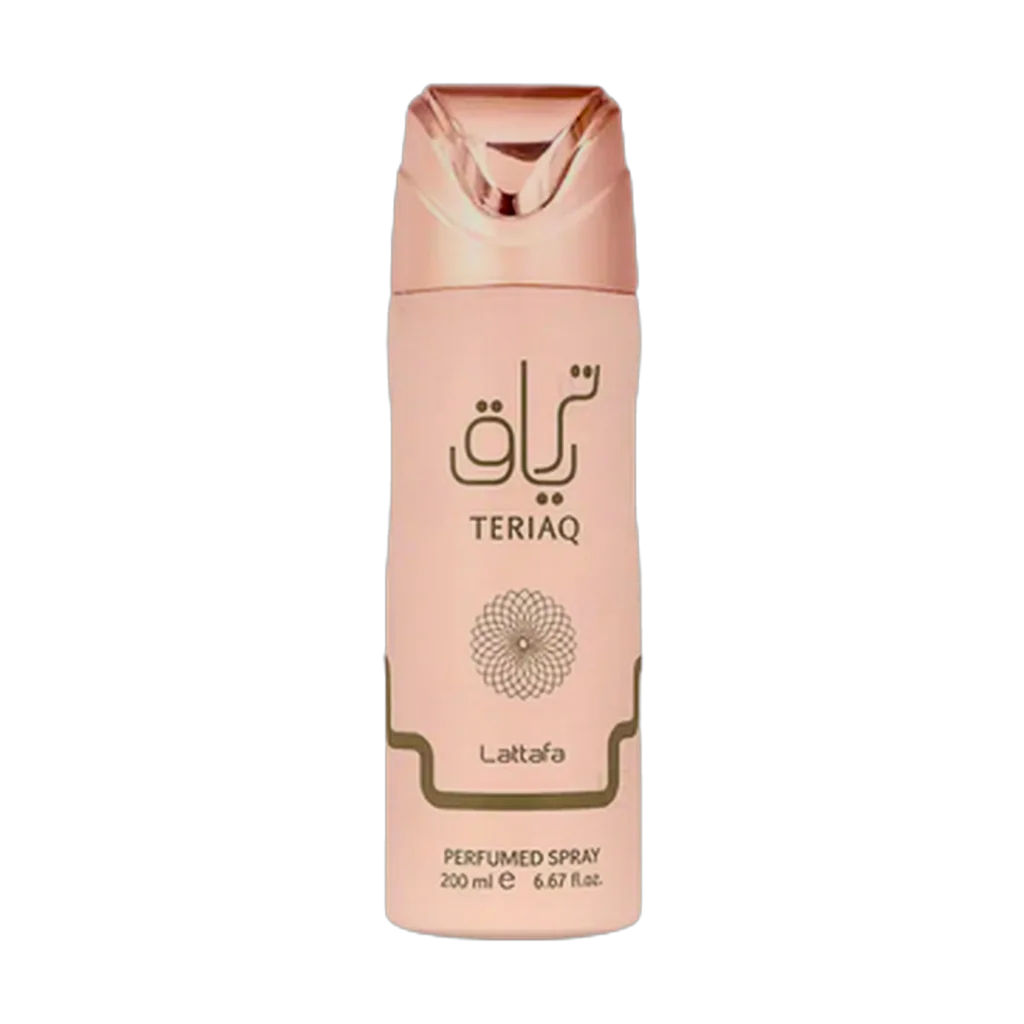 ترياق
TERIAQ
Lattafa
PERFUMED SPRAY
200 ml e 6.67 fl.oz.